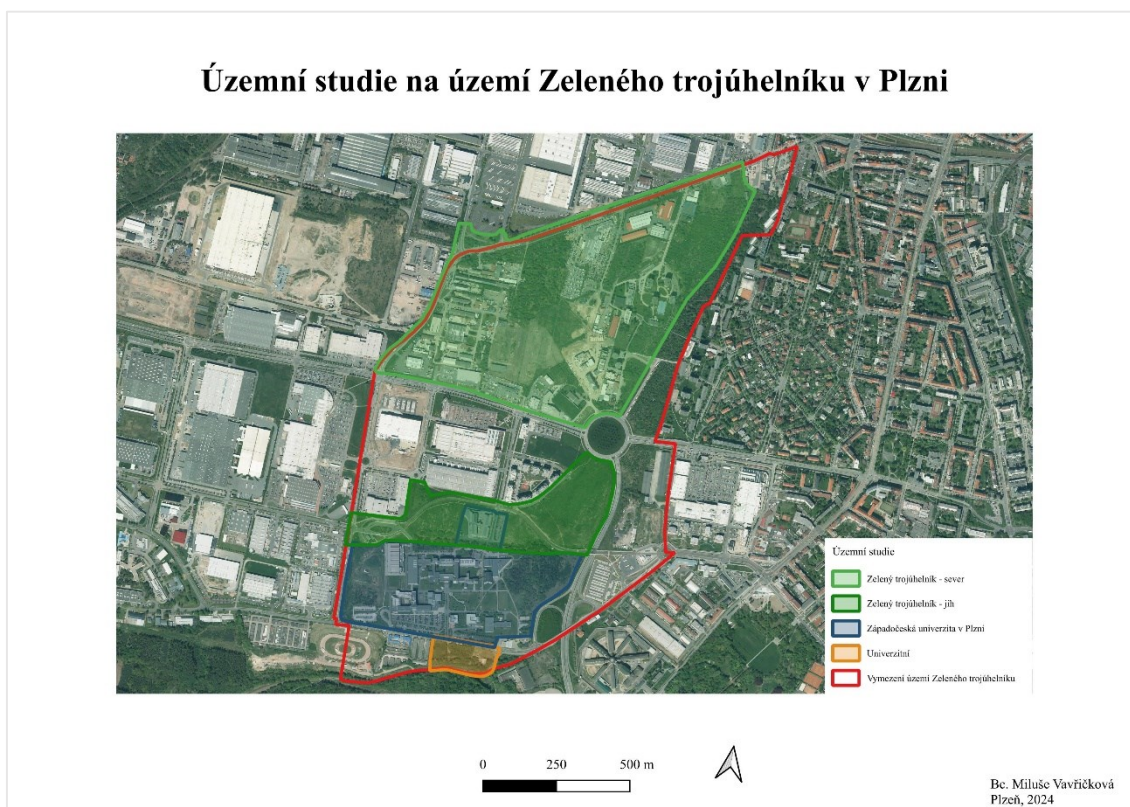 Územní studie na území Zeleného trojúhelníku v Plzni
Územní studie
Zelený trojúhelník - sever
Zelený trojúhelník - jih
Západočeská univerzita v Plzni
Univerzitní
Vymezení území Zeleného trojúhelníku
0 250 500 m
Bc. Miluše Vavřičková
Plzeň, 2024